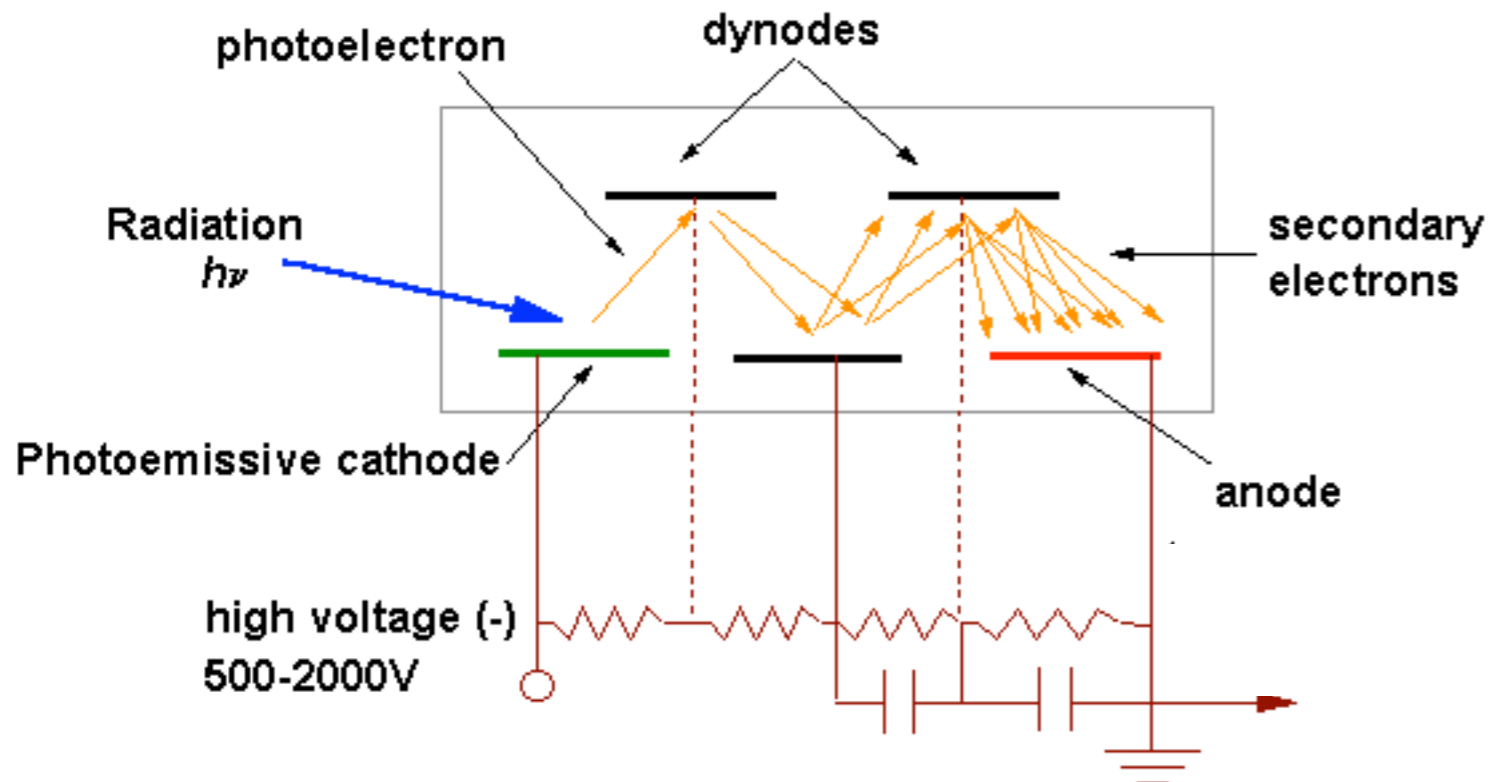 photoelectron
dynodes
Radiation
hν
secondary
electrons
Photoemissive cathode
anode
high voltage (-)
500-2000V